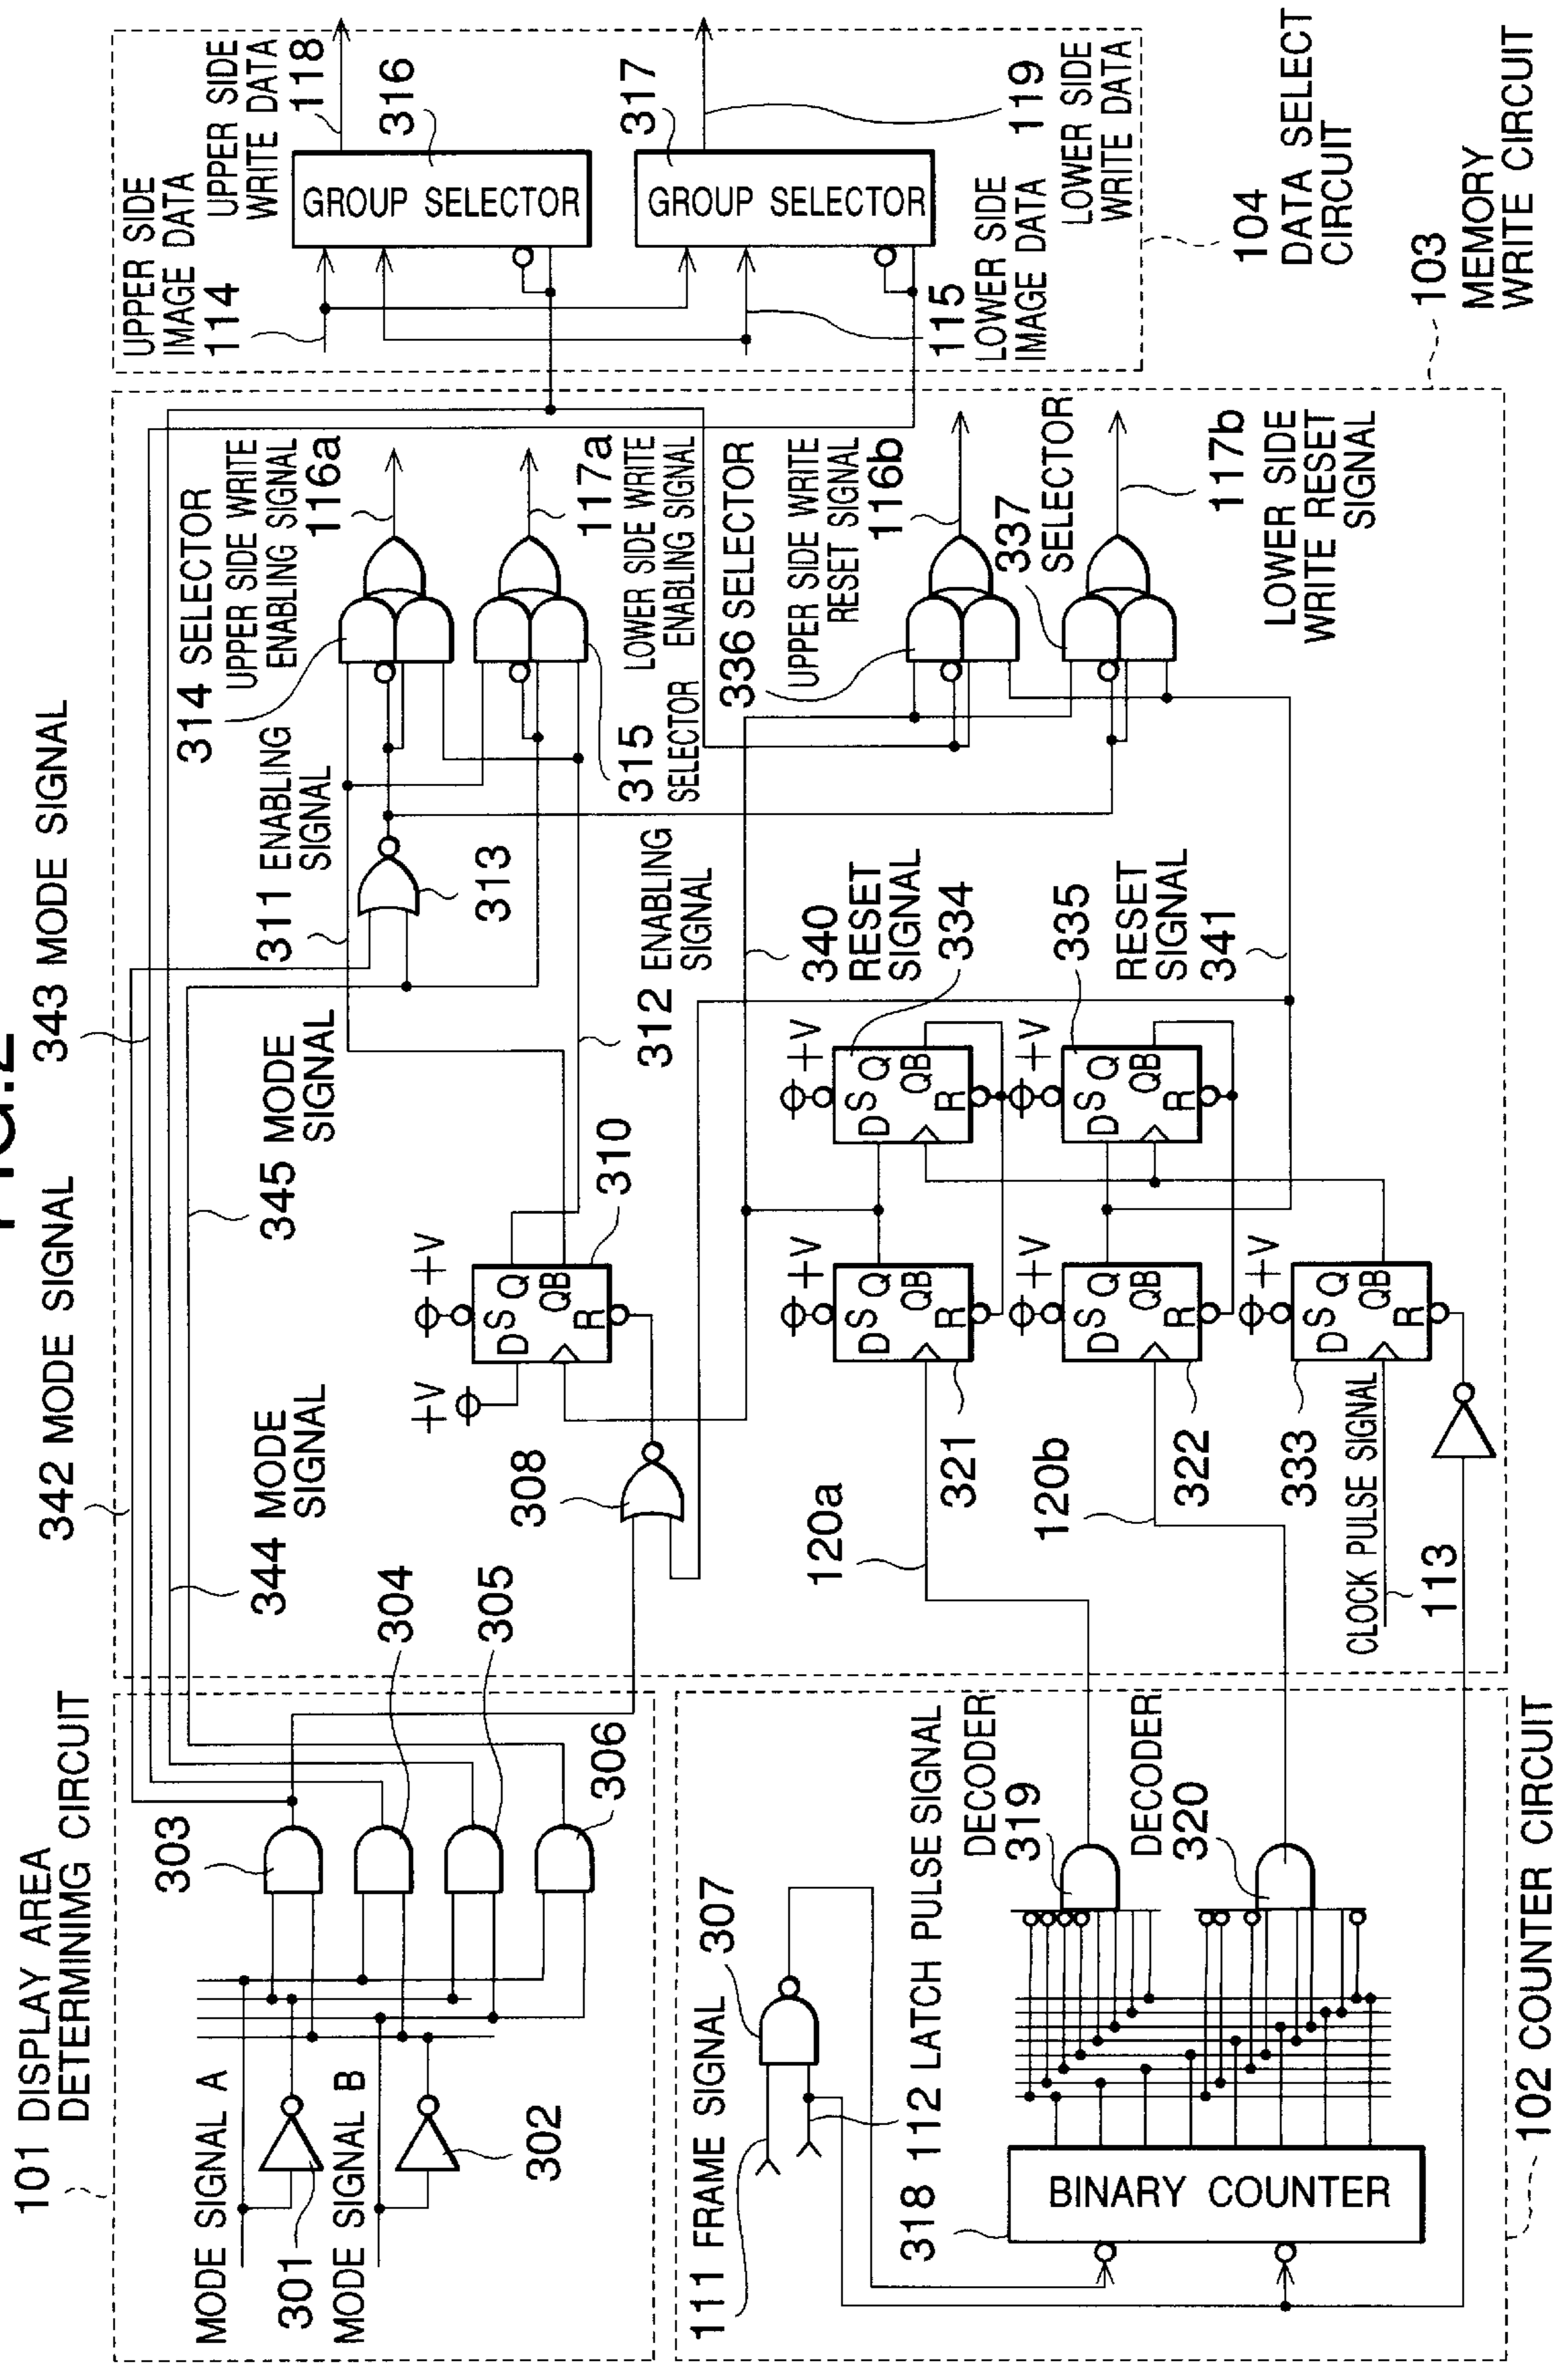 FIG.2
342 MODE SIGNAL
343 MODE SIGNAL
101 DISPLAY AREA
DETERMINIMG CIRCUIT
MODE SIGNAL A
301
MODE SIGNAL B
302
303
304
305
306
344 MODE
SIGNAL
345 MODE
SIGNAL
311 ENABLING
SIGNAL
314 SELECTOR
UPPER SIDE WRITE
ENABLING SIGNAL
116a
313
312 ENABLING
SIGNAL
315
SELECTOR
LOWER SIDE WRITE
ENABLING SIGNAL
117a
308
+V
+V
D S Q
QB
R
310
UPPER SIDE
IMAGE DATA
114
UPPER SIDE
WRITE DATA
118
316
GROUP SELECTOR
317
GROUP SELECTOR
115
LOWER SIDE
IMAGE DATA
119
LOWER SIDE
WRITE DATA
104
DATA SELECT
CIRCUIT
336 SELECTOR
UPPER SIDE WRITE
RESET SIGNAL
116b
337
SELECTOR
117b
LOWER SIDE
WRITE RESET
SIGNAL
103
MEMORY
WRITE CIRCUIT
340
RESET
SIGNAL
334
335
RESET
SIGNAL
341
+V
D S Q
QB
R
+V
D S Q
QB
R
+V
D S Q
QB
R
321
+V
D S Q
QB
R
322
+V
D S Q
QB
R
333
120a
120b
CLOCK PULSE SIGNAL
113
111 FRAME SIGNAL
307
112 LATCH PULSE SIGNAL
DECODER
319
DECODER
320
318
BINARY COUNTER
102 COUNTER CIRCUIT